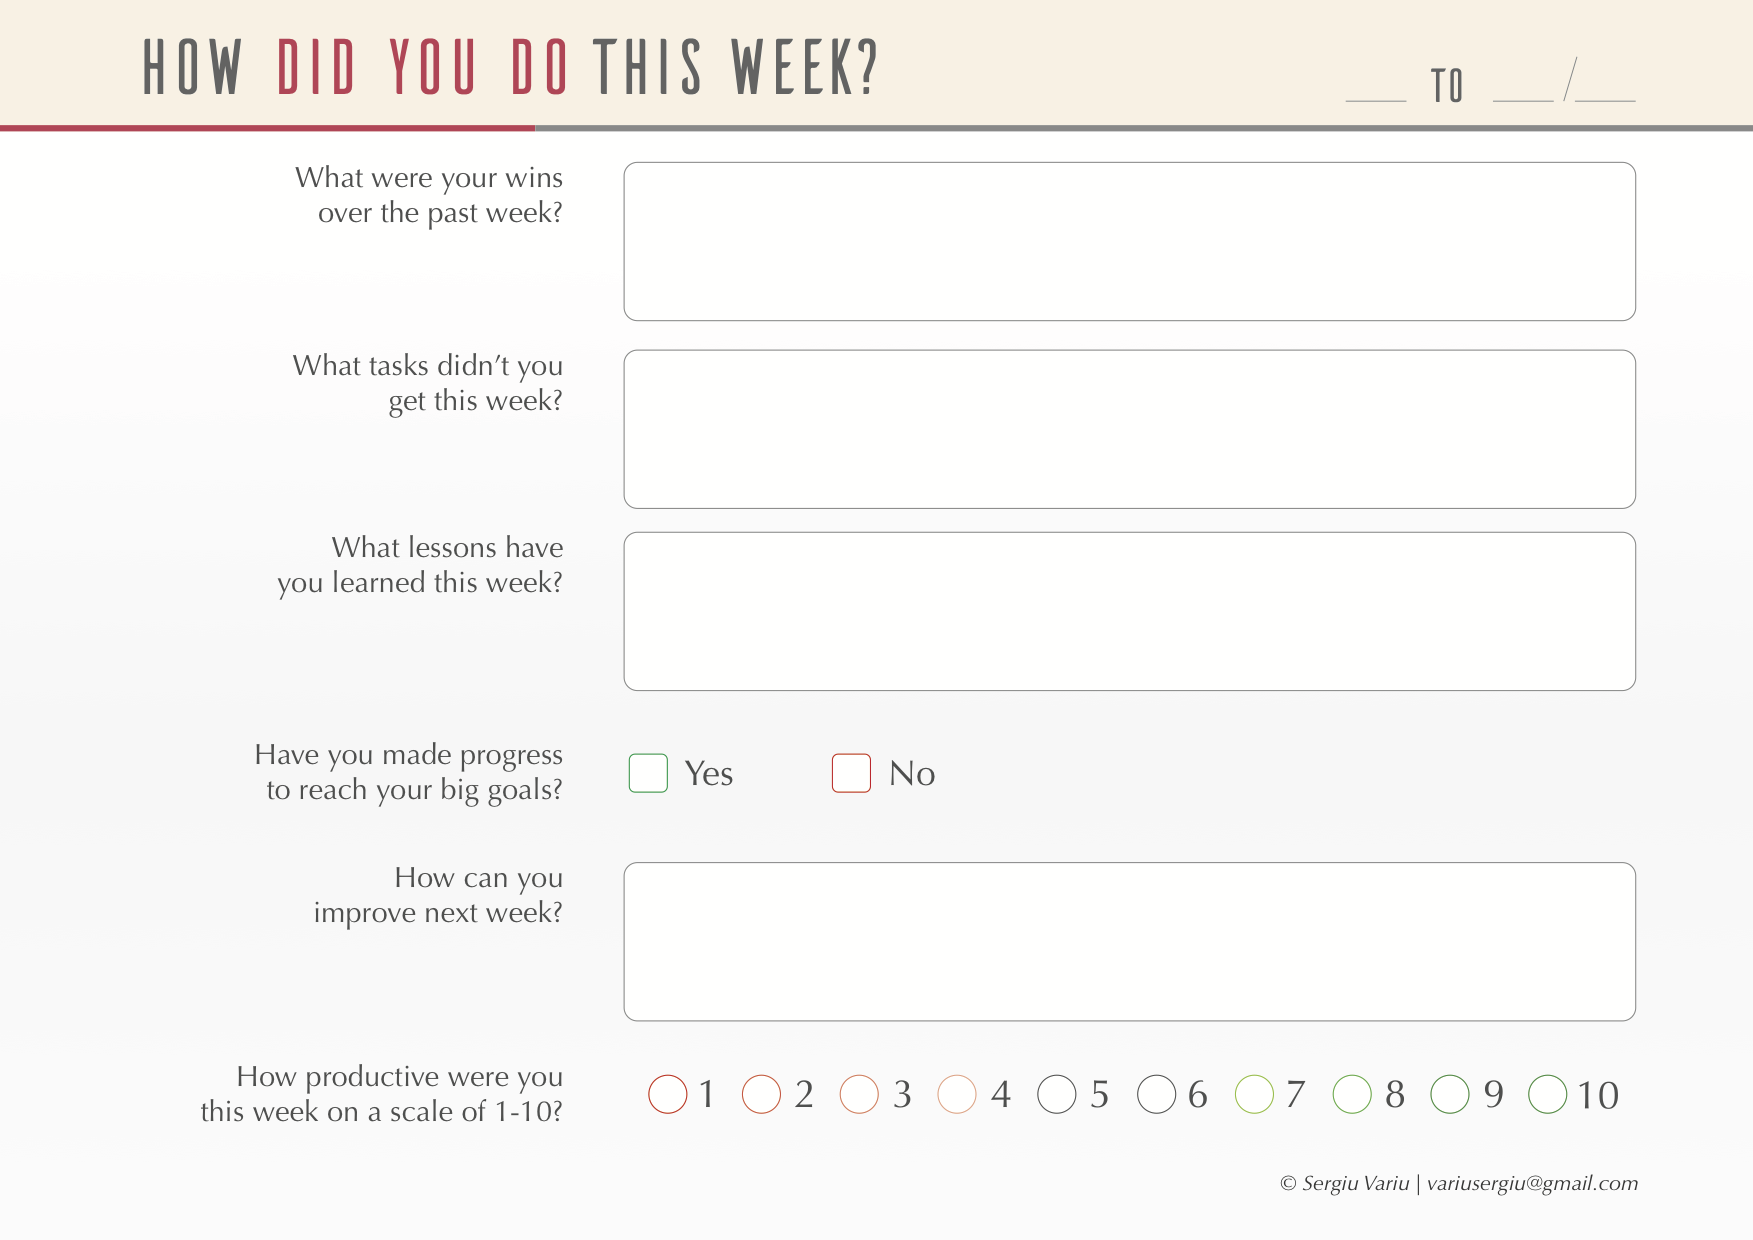 HOW DID YOU DO THIS WEEK?
____ TO ____/____
What were your wins
over the past week?
What tasks didn’t you
get this week?
What lessons have
you learned this week?
Have you made progress
to reach your big goals?
Yes No
How can you
improve next week?
How productive were you
this week on a scale of 1-10?
1 2 3 4 5 6 7 8 9 10
© Sergiu Variu | variusergiu@gmail.com